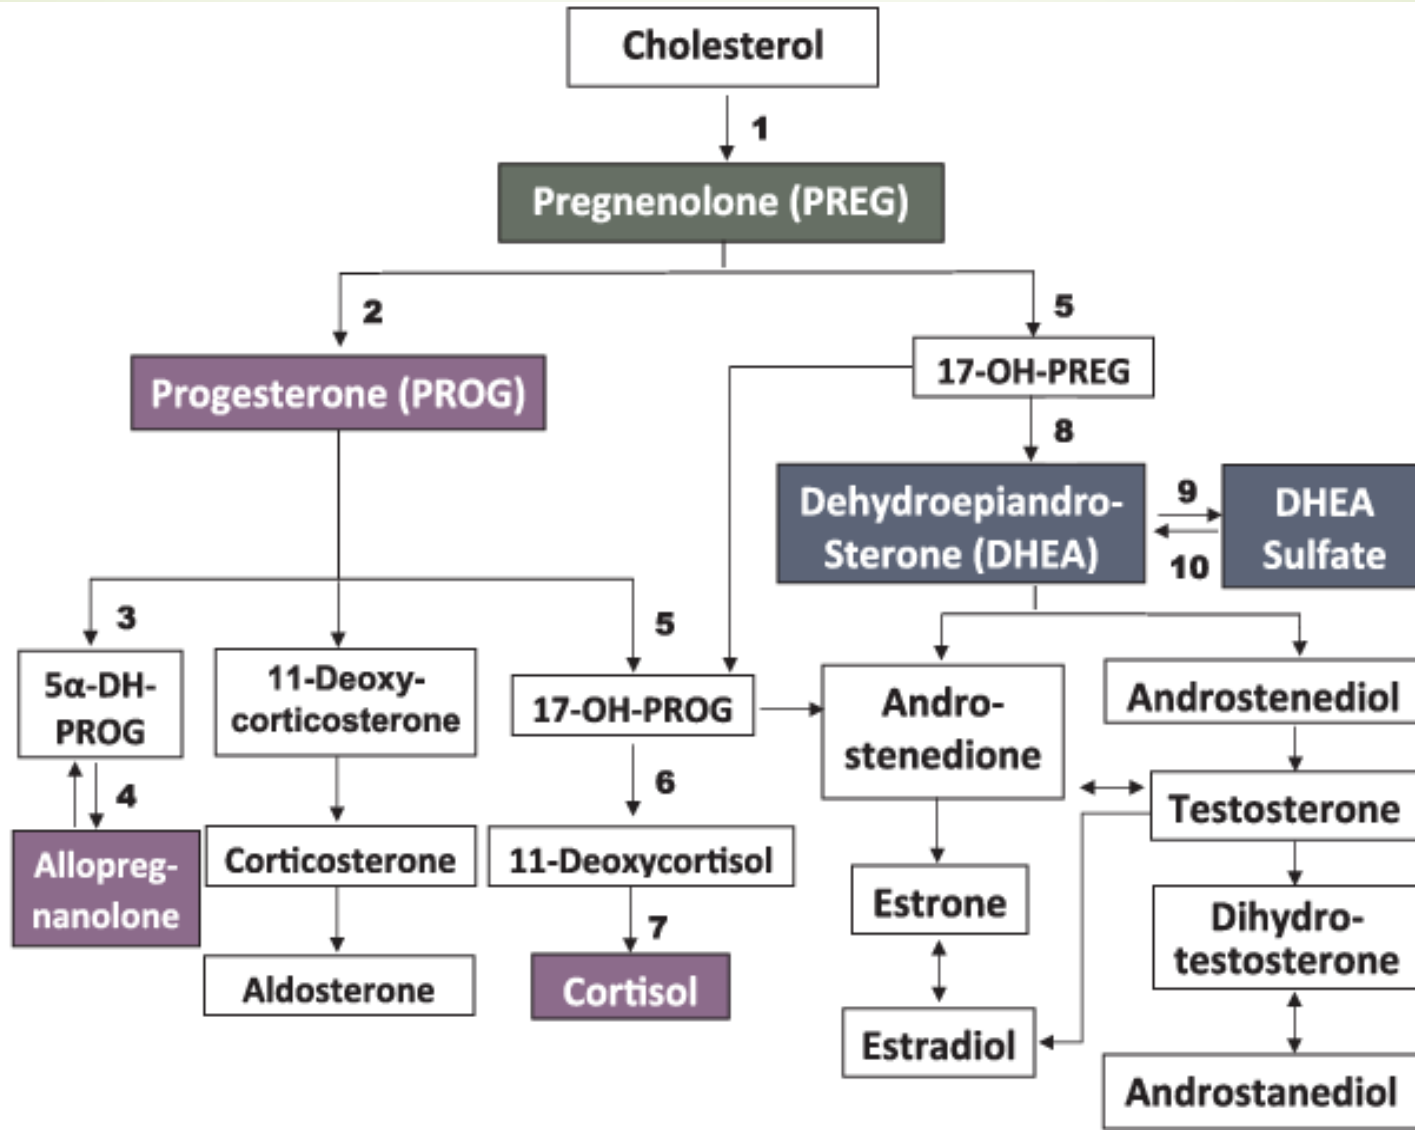 Cholesterol
1
Pregnenolone (PREG)
2
5
Progesterone (PROG)
17-OH-PREG
8
Dehydroepiandro-
Sterone (DHEA)
9
10
DHEA
Sulfate
3
5
5α-DH-
PROG
11-Deoxy-
corticosterone
17-OH-PROG
Andro-
stenedione
Androstenediol
4
6
Testosterone
Allopreg-
nanolone
Corticosterone
11-Deoxycortisol
Estrone
Dihydro-
testosterone
7
Aldosterone
Cortisol
Estradiol
Androstanediol